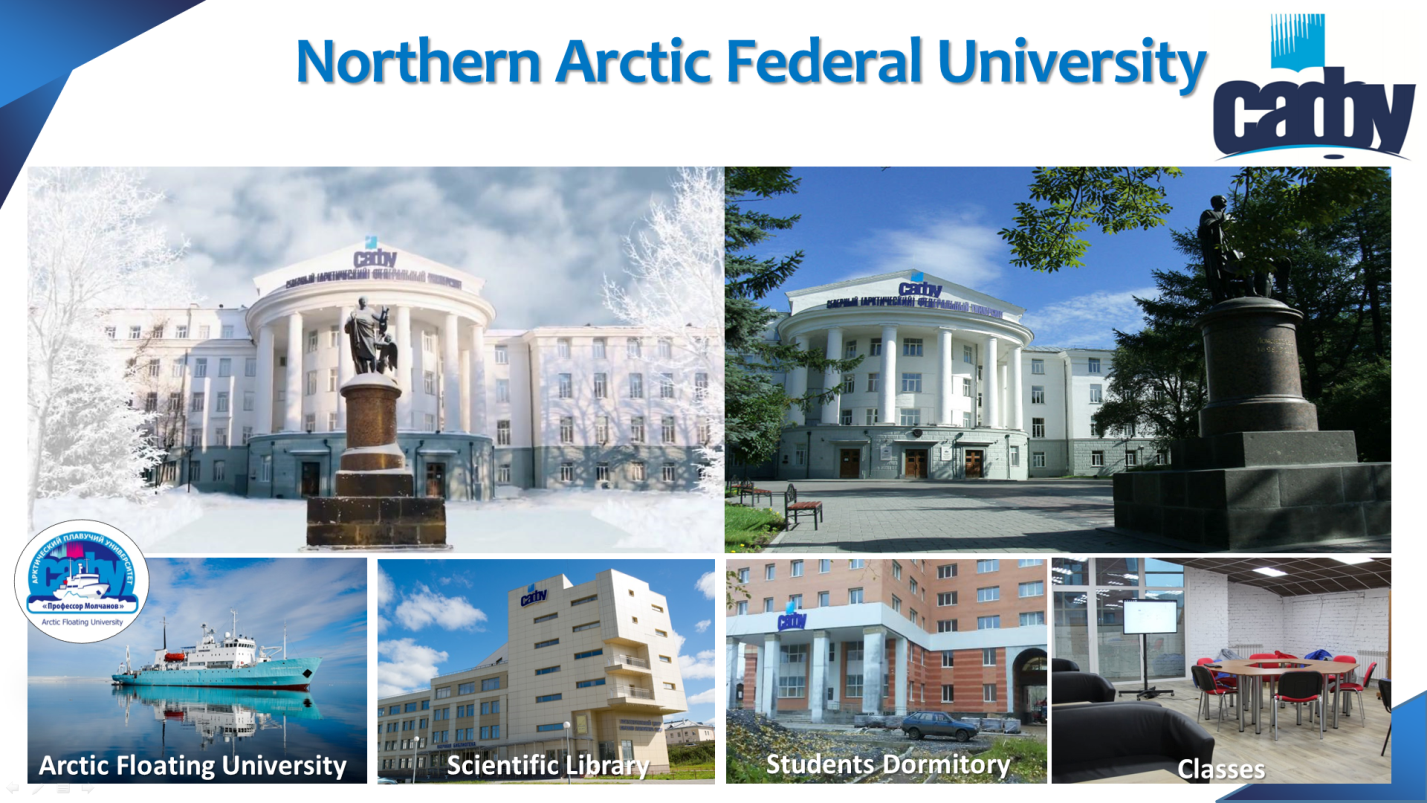 Northern Arctic Federal University
сафу
сафу
СЕВЕРНЫЙ (АРКТИЧЕСКИЙ) ФЕДЕРАЛЬНЫЙ УНИВЕРСИТЕТ
сафу
СЕВЕРНЫЙ (АРКТИЧЕСКИЙ) ФЕДЕРАЛЬНЫЙ УНИВЕРСИТЕТ
АРКТИЧЕСКИЙ ПЛАВУЧИЙ УНИВЕРСИТЕТ
сафу
«Профессор Молчанов»
Arctic Floating University
Arctic Floating University
сафу
Scientific Library
сафу
Students Dormitory
Classes